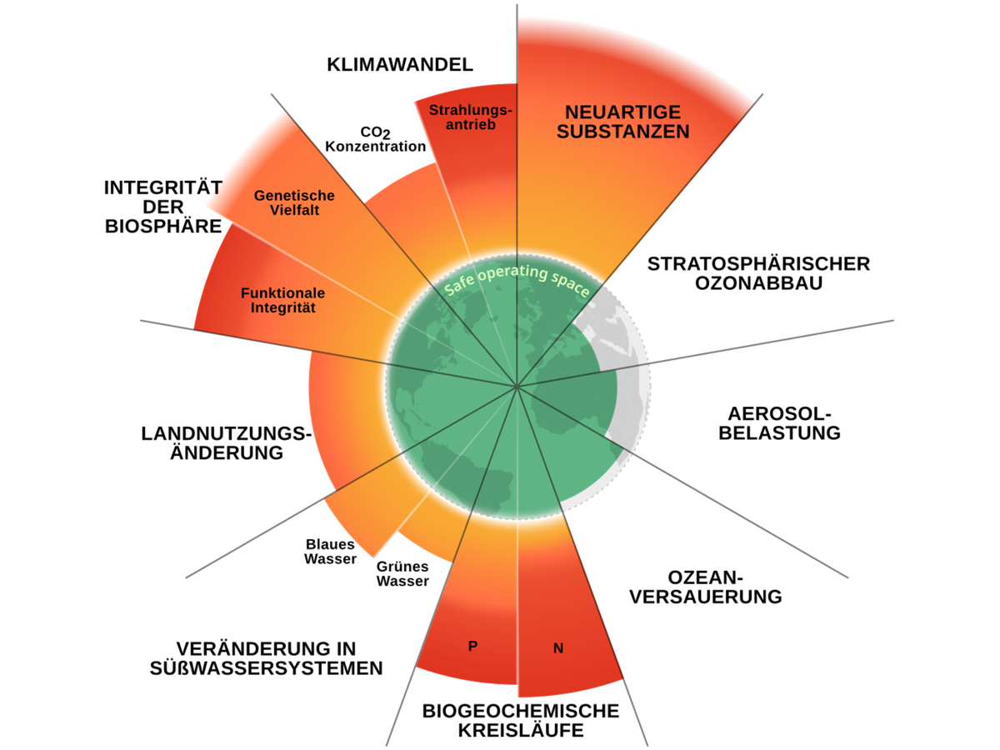 KLIMAWANDEL
Strahlungs-
antrieb
CO2
Konzentration
NEUARTIGE
SUBSTANZEN
INTEGRITÄT
DER
BIOSPHÄRE
Genetische
Vielfalt
Funktionale
Integrität
Safe operating space
STRATOSPHÄRISCHER
OZONABBAU
AEROSOL-
BELASTUNG
LANDNUTZUNGS-
ÄNDERUNG
Blaues
Wasser
Grünes
Wasser
OZEAN-
VERSAUERUNG
VERÄNDERUNG IN
SÜßWASSERSYSTEMEN
P
N
BIOGEOCHEMISCHE
KREISLÄUFE